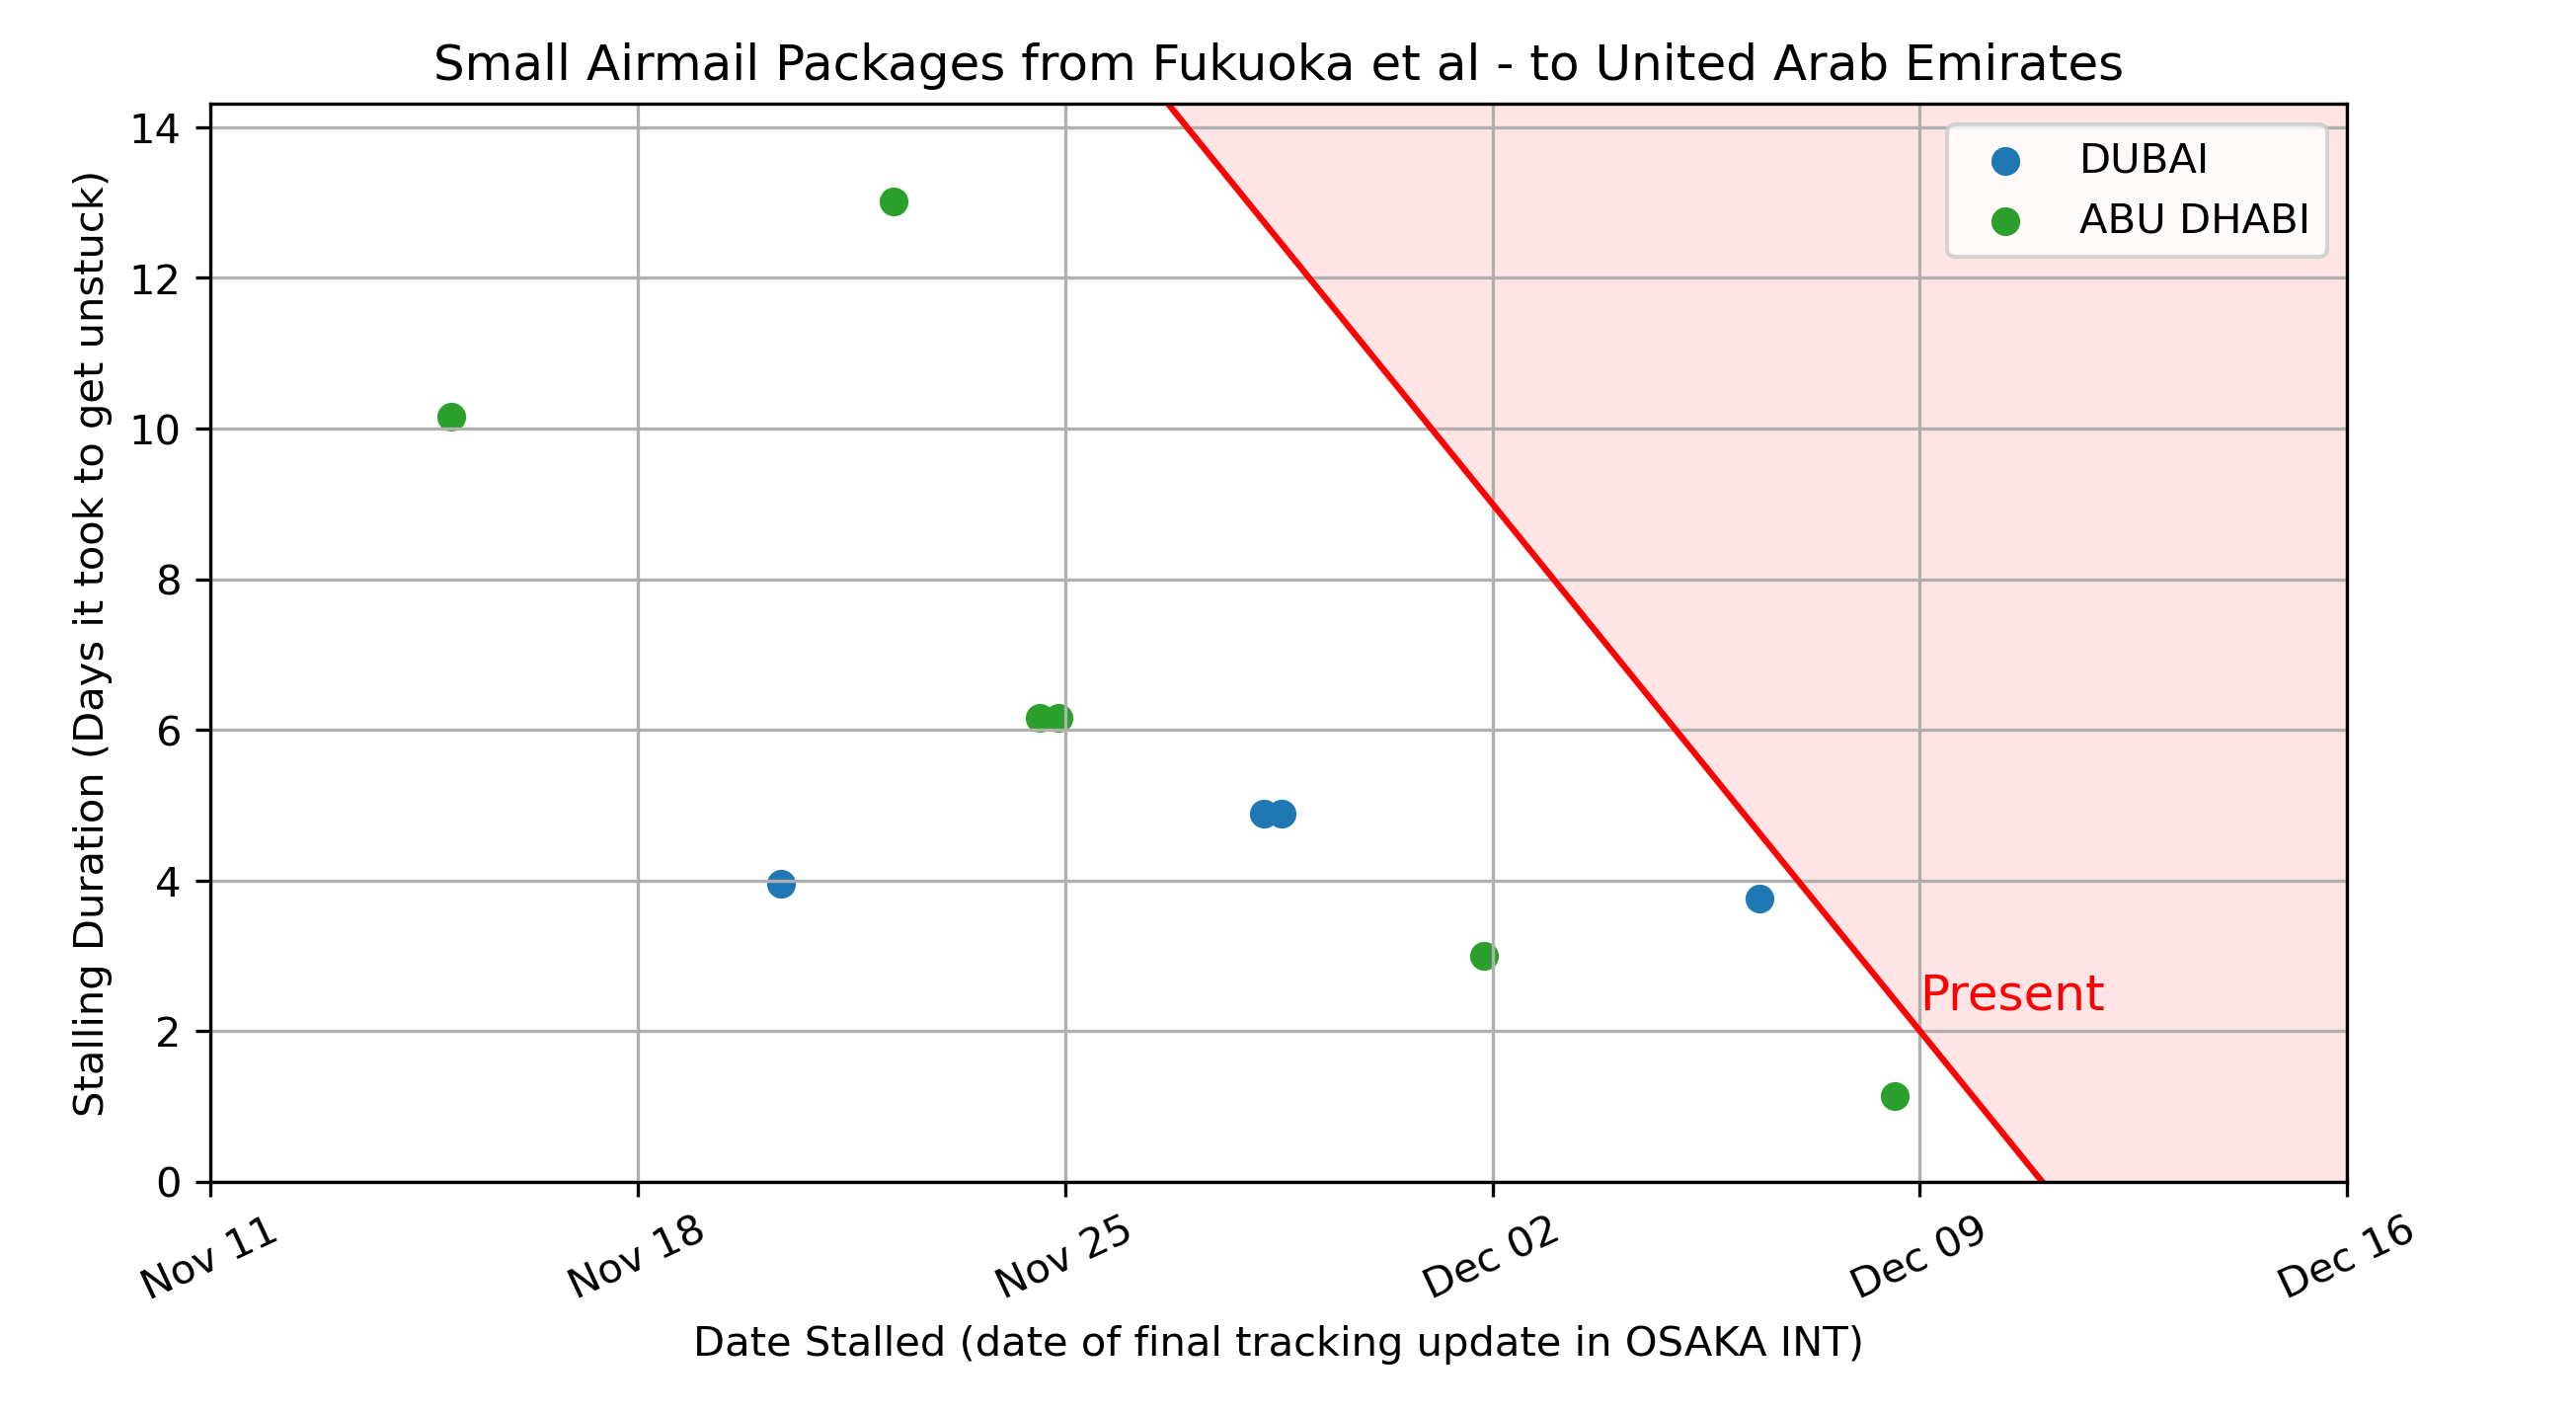 Small Airmail Packages from Fukuoka et al - to United Arab Emirates
Stalling Duration (Days it took to get unstuck)
14
12
10
8
6
4
2
0
DUBAI
ABU DHABI
Present
Nov 11
Nov 18
Nov 25
Dec 02
Dec 09
Dec 16
Date Stalled (date of final tracking update in OSAKA INT)